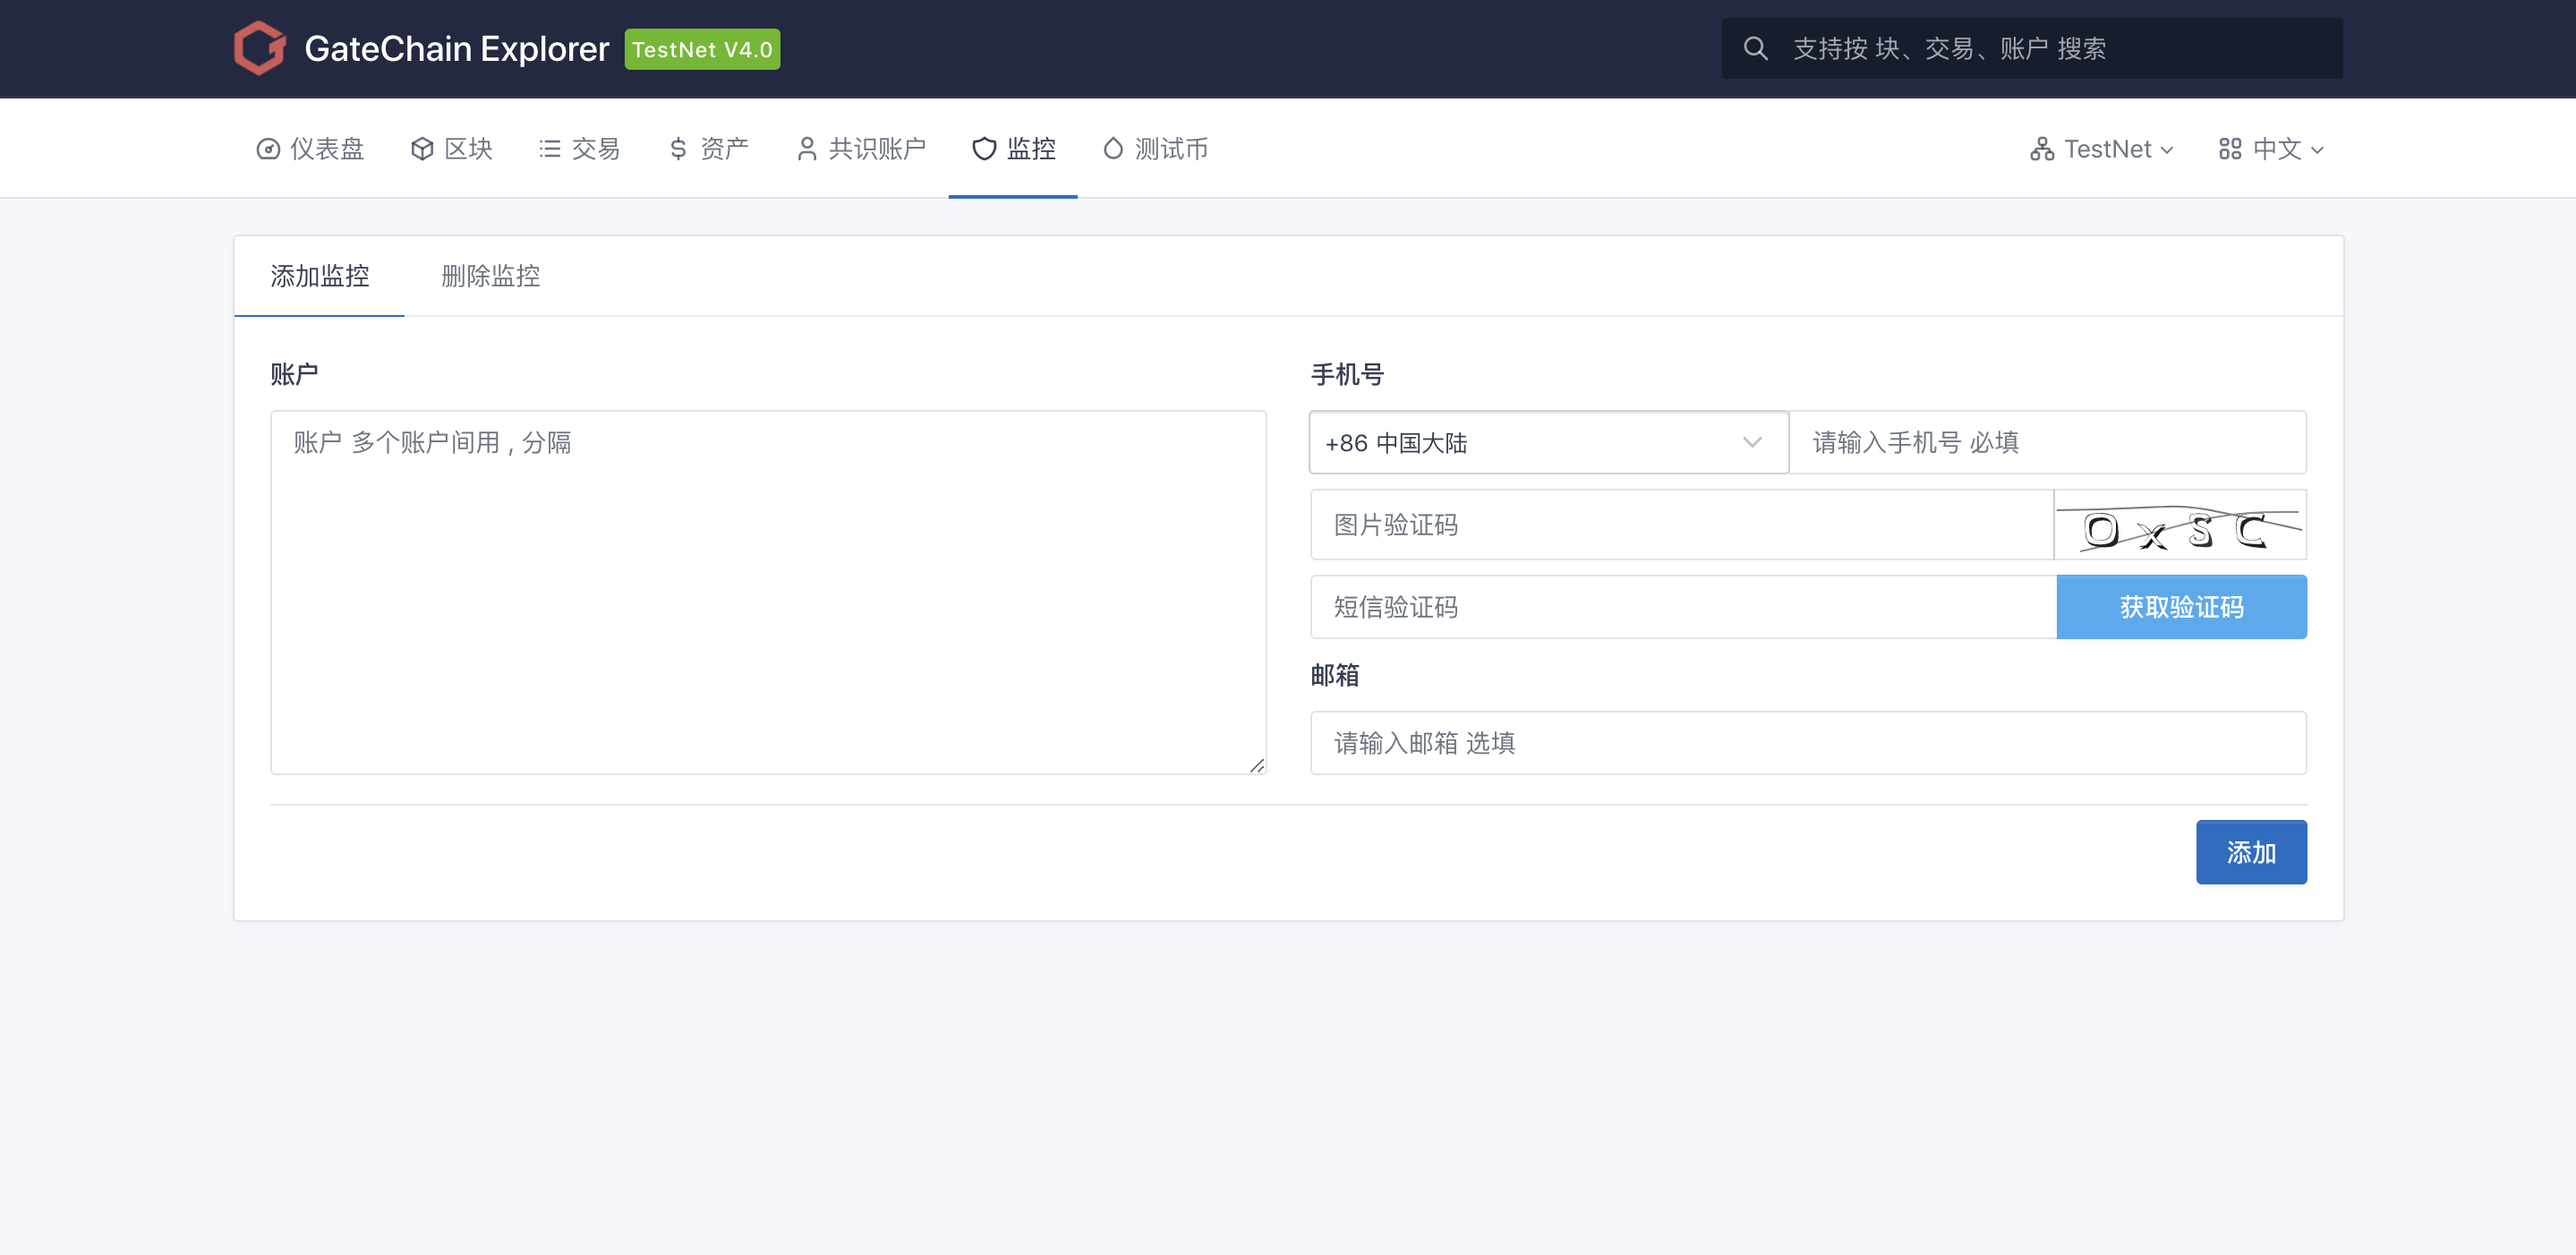 GateChain Explorer TestNet V4.0
支持按 块、交易、账户 搜索
仪表盘 区块 交易 资产 共识账户 监控 测试币 TestNet 中文
添加监控 删除监控
账户
账户 多个账户间用 , 分隔
手机号
+86 中国大陆 请输入手机号 必填
图片验证码 OxSC
短信验证码 获取验证码
邮箱
请输入邮箱 选填
添加